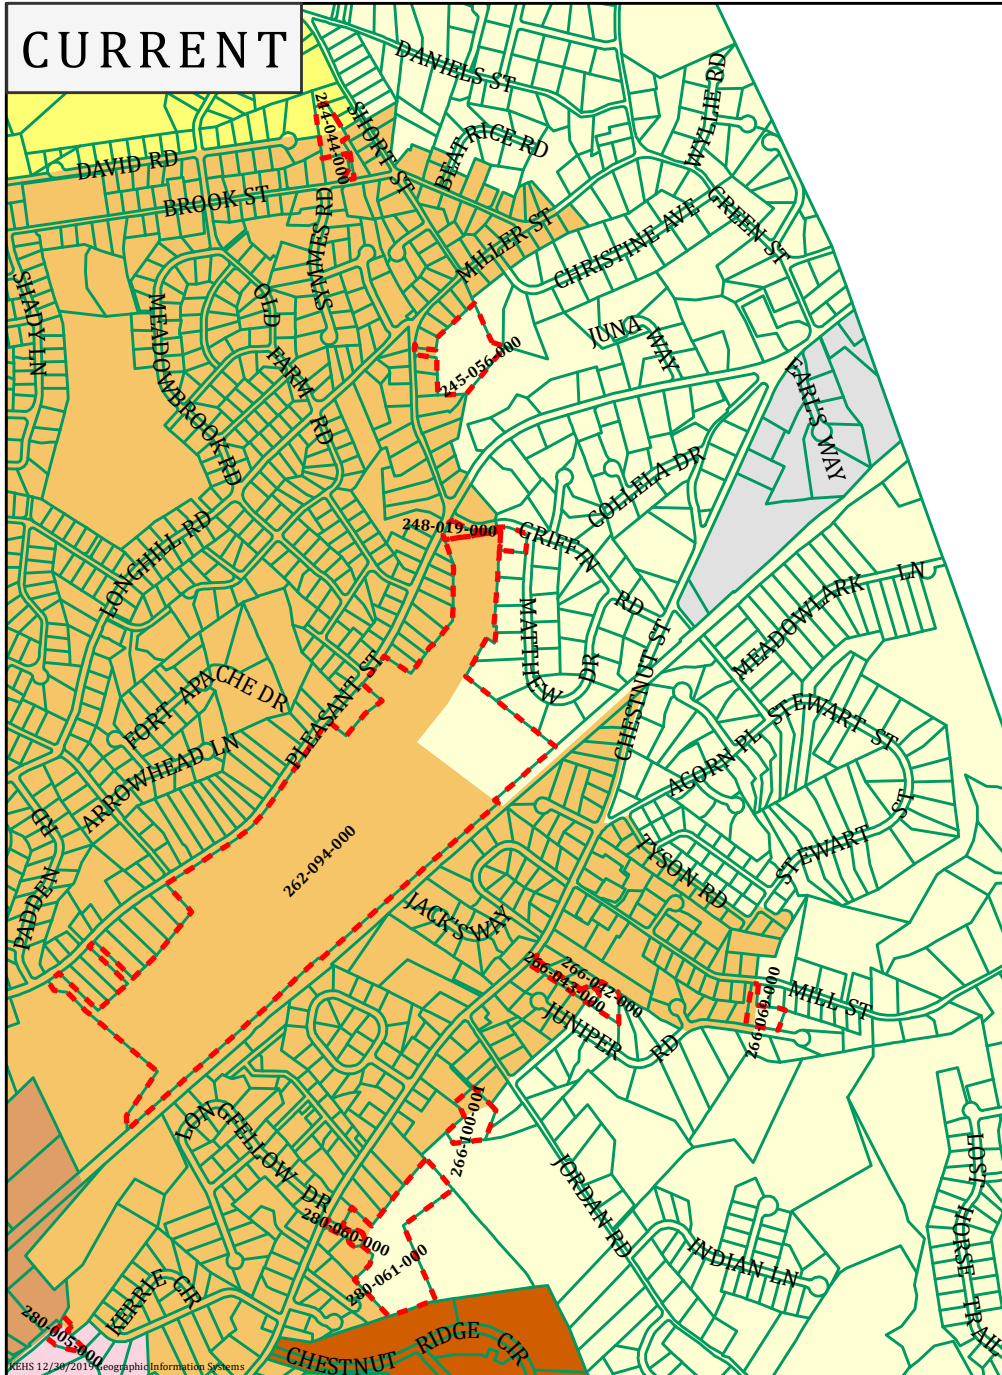 CURRENT
DANIELS ST
WYLLIE RD
244-044-000
SHORT ST
BEATRICE RD
DAVID RD
BROOK ST
SYMMES RD
MILLER ST
CHRISTINE AVE
GREEN ST
SHADY LN
MEADOWBROOK RD
OLD FARM RD
JUNA WAY
245-056-000
EARL'S WAY
COLLELA DR
LONGHILL RD
248-019-000
GRIFFIN RD
MEADOWLARK LN
MATTHEW DR
CHESTNUT ST
FORT APACHE DR
PLEASANT ST
ARROWHEAD LN
STEWART ST
ACORN PL
STEWART ST
PADDEN RD
262-094-000
TYSON RD
JACK'S WAY
266-042-000
266-043-000
266-069-000
MILL ST
JUNIPER RD
LONGFELLOW DR
266-100-001
JORDAN RD
LOST HORSE TRAIL
280-060-000
280-061-000
INDIAN LN
KERRIE CIR
280-005-000
CHESTNUT RIDGE CIR
KEHS 12/30/2019 Geographic Information Systems